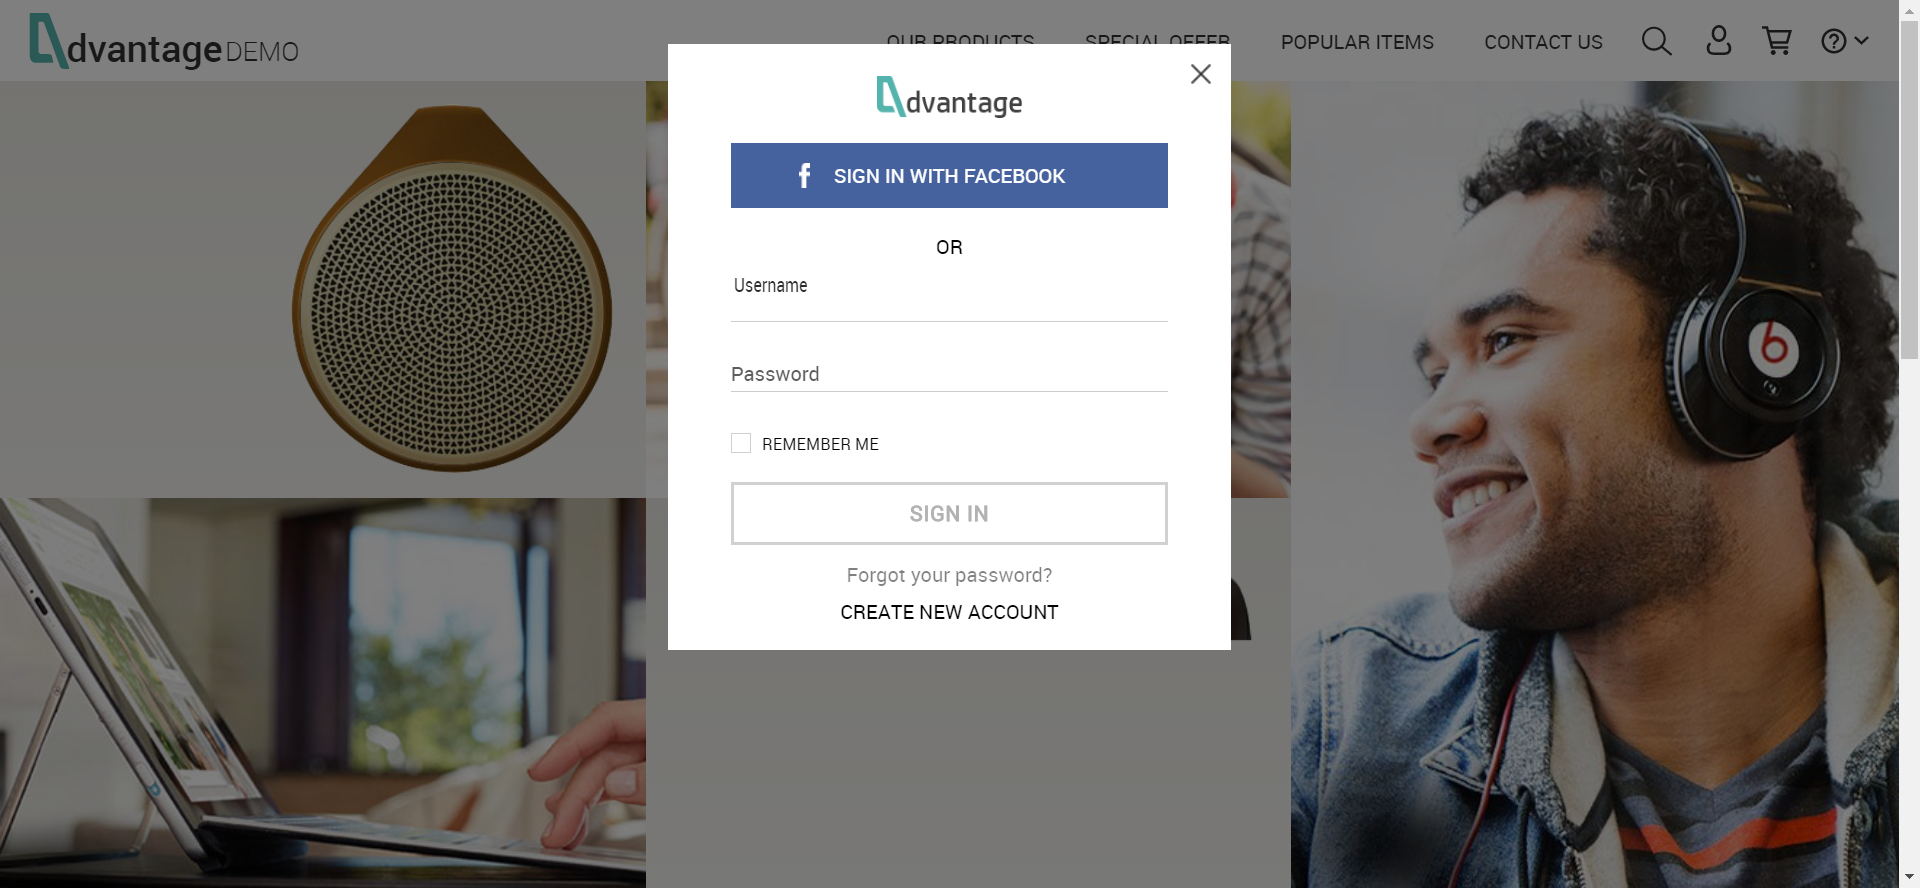 dvantage DEMO
OUR PRODUCTS SPECIAL OFFER POPULAR ITEMS CONTACT US
dvantage
f SIGN IN WITH FACEBOOK
OR
Username
Password
REMEMBER ME
SIGN IN
Forgot your password?
CREATE NEW ACCOUNT
b